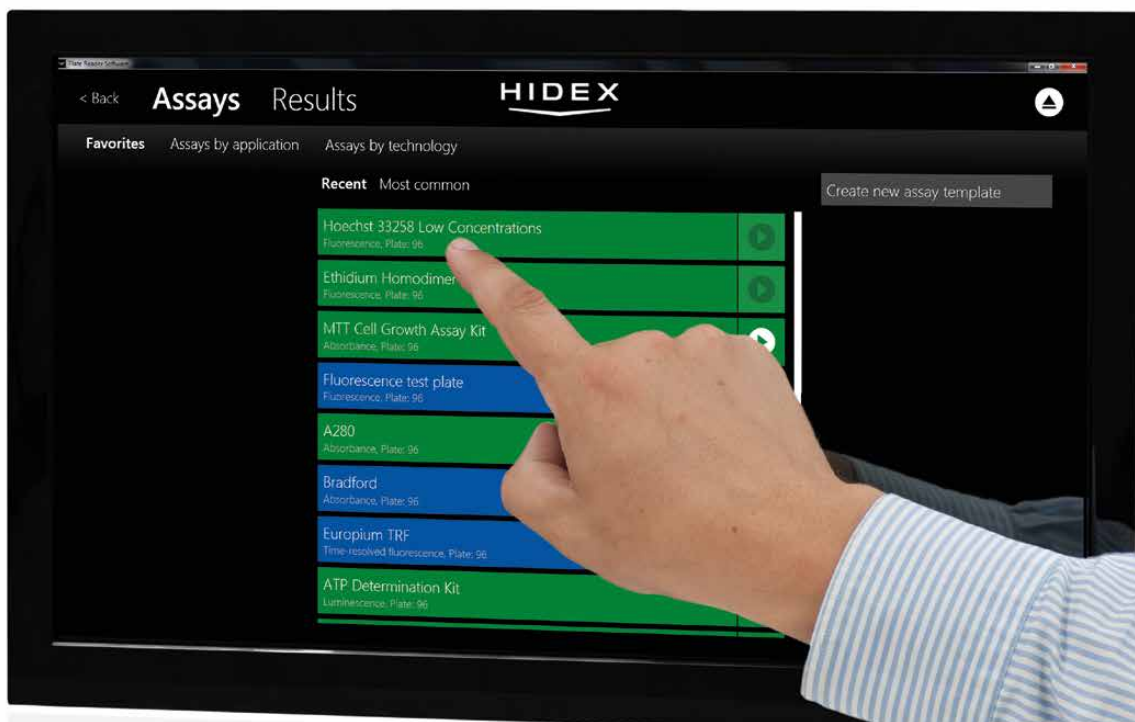 Plate Reader Software
< Back Assays Results HIDEX
Favorites Assays by application Assays by technology
Recent Most common
Create new assay template
Hoechst 33258 Low Concentrations
Fluorescence, Plate: 96
Ethidium Homodimer
Fluorescence, Plate: 96
MTT Cell Growth Assay Kit
Absorbance, Plate: 96
Fluorescence test plate
Fluorescence, Plate: 96
A280
Absorbance, Plate: 96
Bradford
Absorbance, Plate: 96
Europium TRF
Time-resolved fluorescence, Plate: 96
ATP Determination Kit
Luminescence, Plate: 96